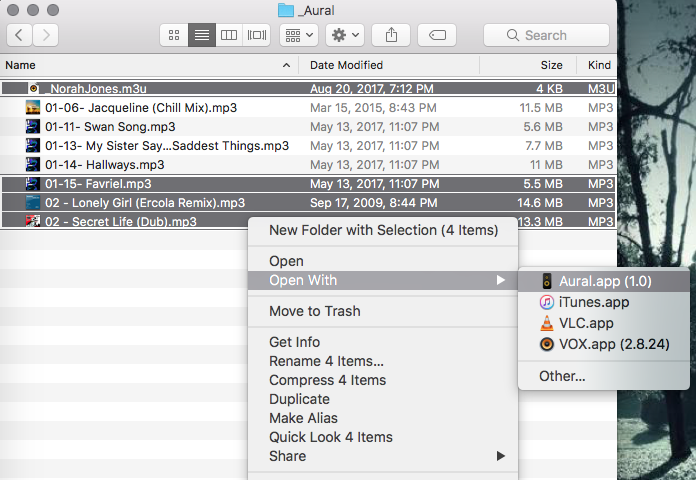 _Aural
Search
Name Date Modified Size Kind
_NorahJones.m3u Aug 20, 2017, 7:12 PM 4 KB M3U
01-06- Jacqueline (Chill Mix).mp3 Mar 15, 2015, 8:43 PM 11.5 MB MP3
01-11- Swan Song.mp3 May 13, 2017, 11:07 PM 5.6 MB MP3
01-13- My Sister Say...Saddest Things.mp3 May 13, 2017, 11:07 PM 7.7 MB MP3
01-14- Hallways.mp3 May 13, 2017, 11:07 PM 11 MB MP3
01-15- Favriel.mp3 May 13, 2017, 11:07 PM 5.5 MB MP3
02 - Lonely Girl (Ercola Remix).mp3 Sep 17, 2009, 8:44 PM 14.6 MB MP3
02 - Secret Life (Dub).mp3 13.3 MB MP3
New Folder with Selection (4 Items)
Open
Open With
Move to Trash
Get Info
Rename 4 Items...
Compress 4 Items
Duplicate
Make Alias
Quick Look 4 Items
Share
Aural.app (1.0)
iTunes.app
VLC.app
VOX.app (2.8.24)
Other...